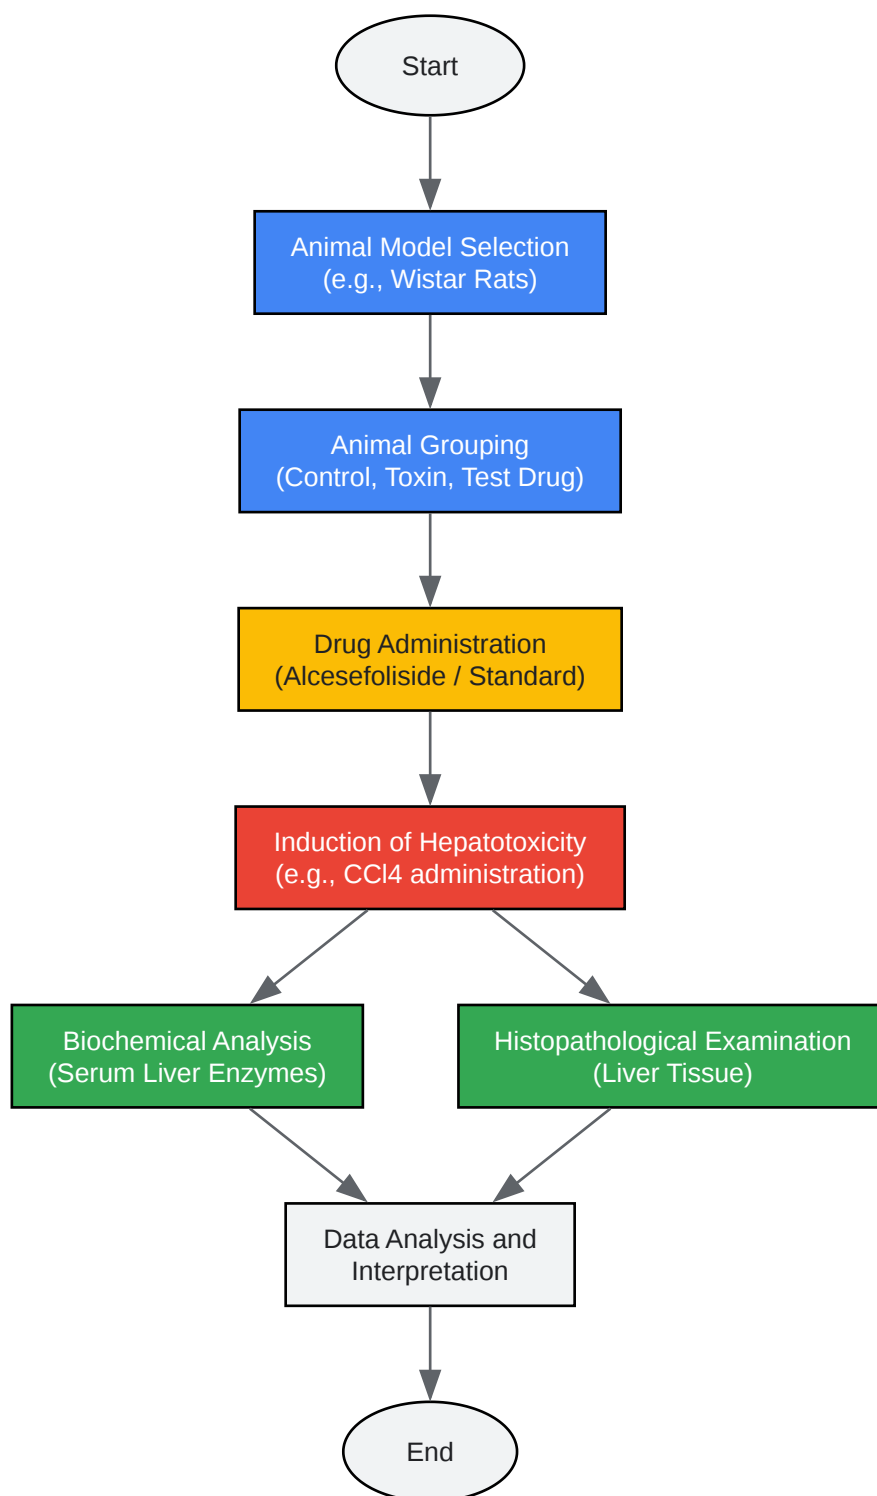 Start
Animal Model Selection
(e.g., Wistar Rats)
Animal Grouping
(Control, Toxin, Test Drug)
Drug Administration
(Alcesefoliside / Standard)
Induction of Hepatotoxicity
(e.g., CCl4 administration)
Biochemical Analysis
(Serum Liver Enzymes)
Histopathological Examination
(Liver Tissue)
Data Analysis and
Interpretation
End